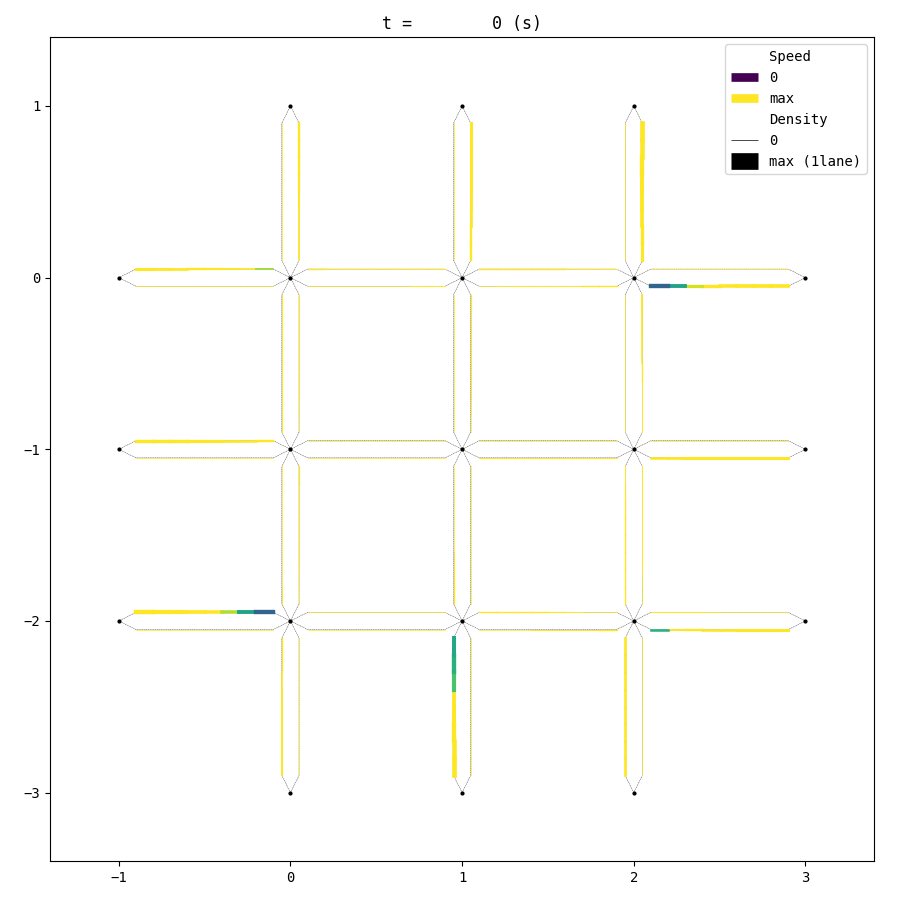 t =        0 (s)
Speed
0
max
Density
0
max (1lane)
1
0
−1
−2
−3
−1 0 1 2 3